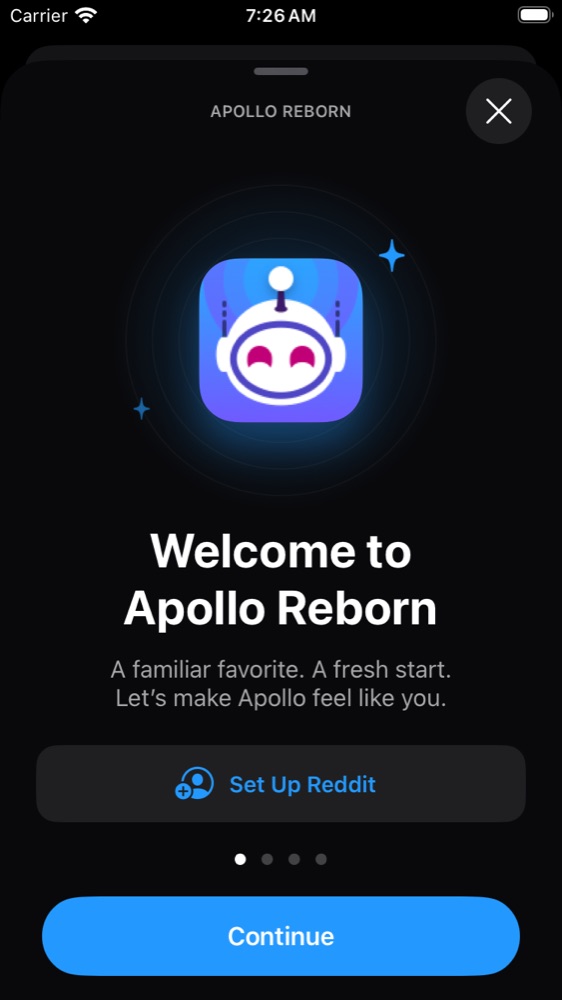 Carrier 7:26 AM
APOLLO REBORN
Welcome to
Apollo Reborn
A familiar favorite. A fresh start.
Let’s make Apollo feel like you.
Set Up Reddit
Continue